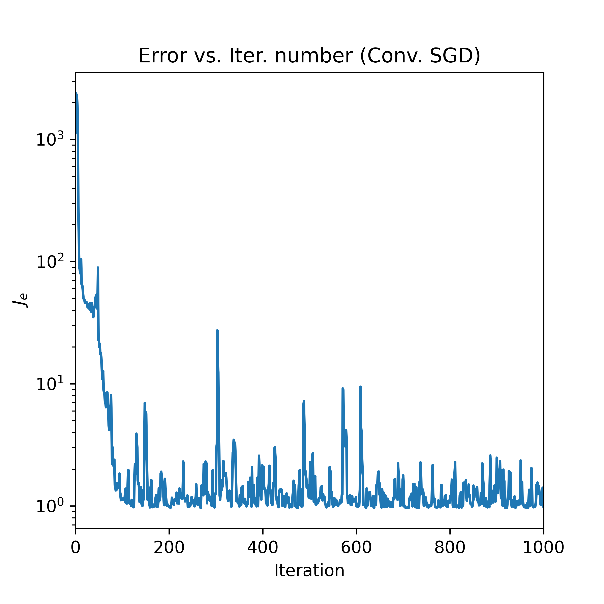 Error vs. Iter. number (Conv. SGD)
10³
10²
10¹
10⁰
Jₑ
0 200 400 600 800 1000
Iteration